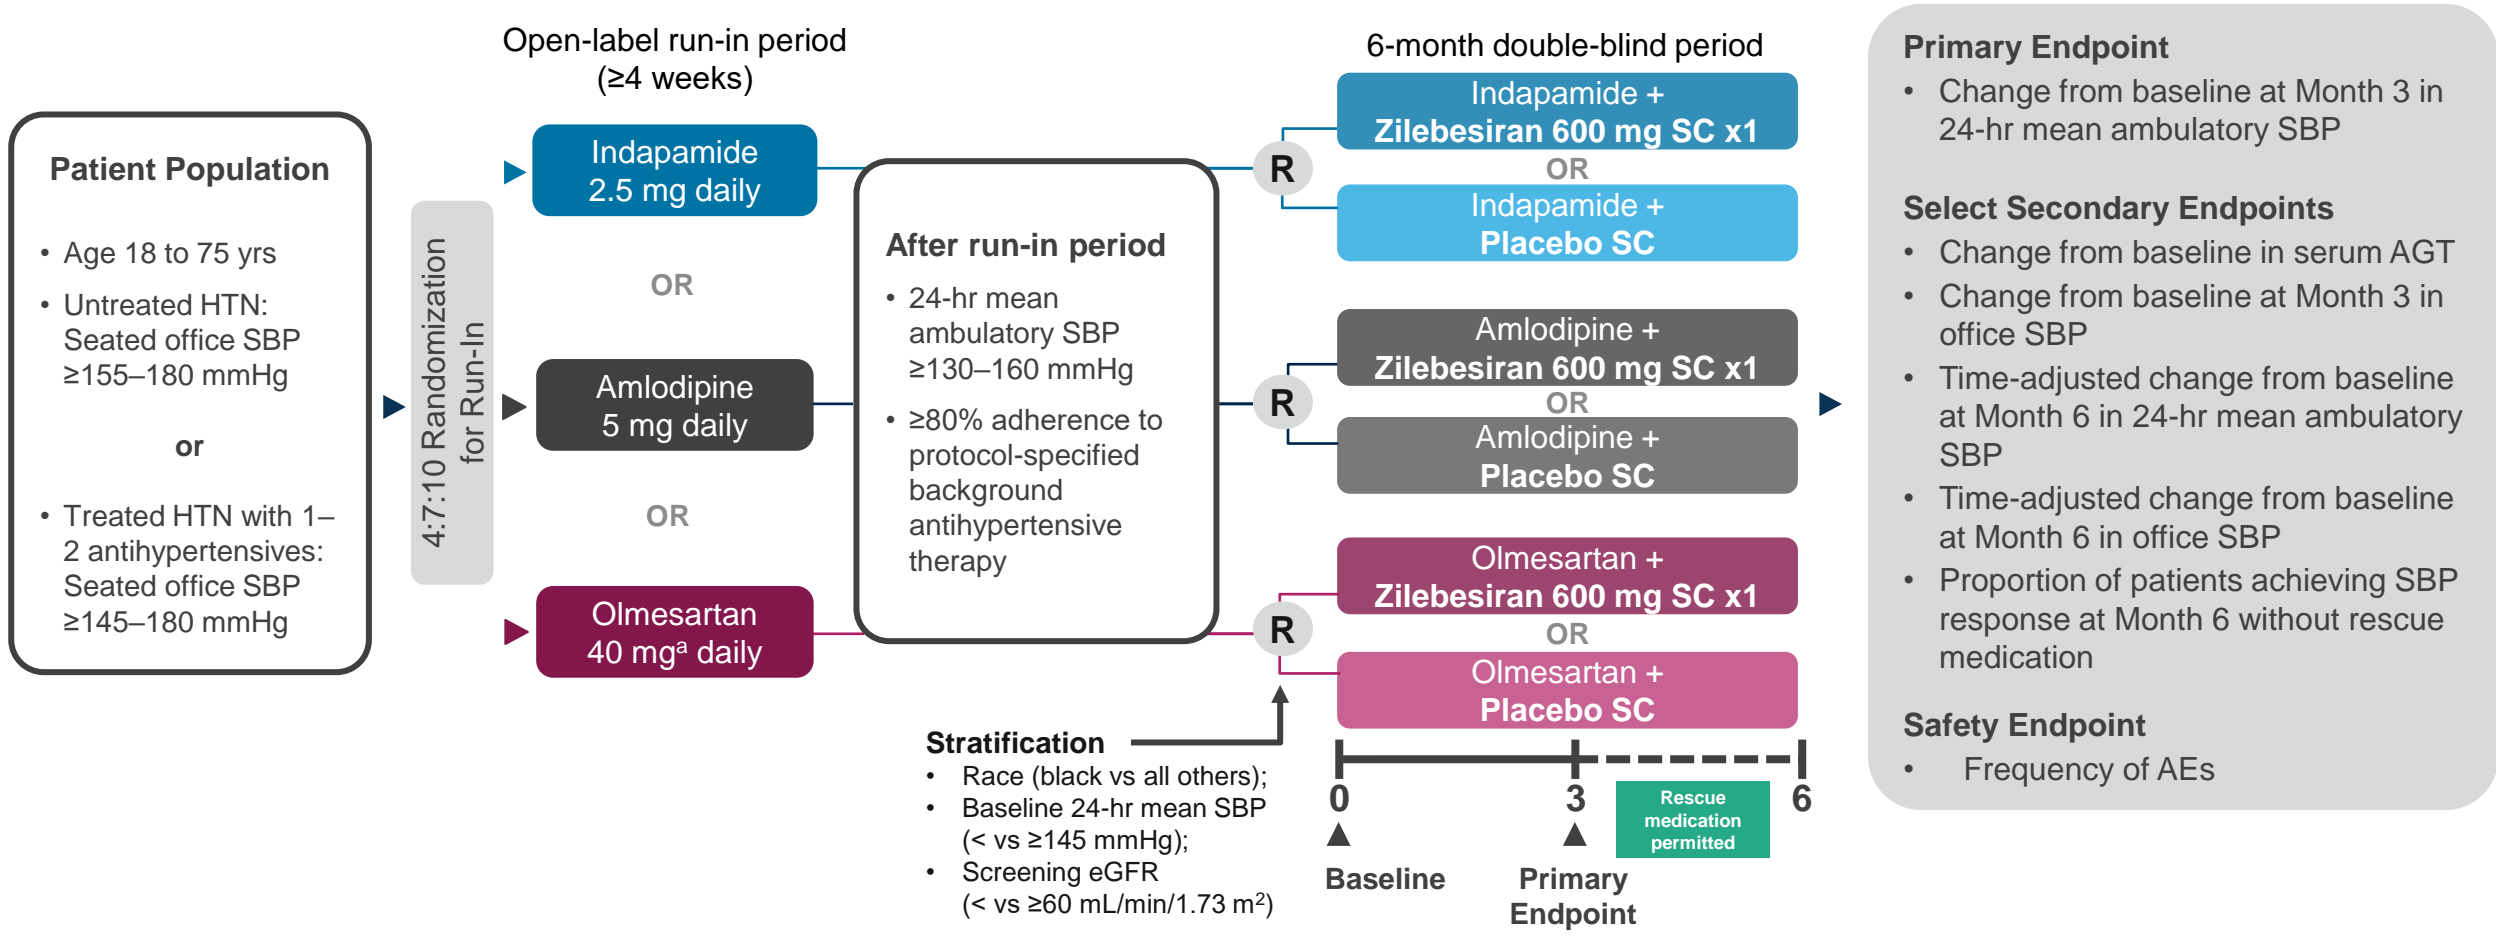 Patient Population
• Age 18 to 75 yrs
• Untreated HTN:
Seated office SBP
≥155–180 mmHg
or
• Treated HTN with 1–
2 antihypertensives:
Seated office SBP
≥145–180 mmHg
4:7:10 Randomization
for Run-In
Open-label run-in period
(≥4 weeks)
Indapamide
2.5 mg daily
OR
Amlodipine
5 mg daily
OR
Olmesartan
40 mgᵃ daily
After run-in period
• 24-hr mean
ambulatory SBP
≥130–160 mmHg
• ≥80% adherence to
protocol-specified
background
antihypertensive
therapy
R
R
R
Stratification
• Race (black vs all others);
• Baseline 24-hr mean SBP
(< vs ≥145 mmHg);
• Screening eGFR
(< vs ≥60 mL/min/1.73 m²)
6-month double-blind period
Indapamide +
Zilebesiran 600 mg SC x1
OR
Indapamide +
Placebo SC
Amlodipine +
Zilebesiran 600 mg SC x1
OR
Amlodipine +
Placebo SC
Olmesartan +
Zilebesiran 600 mg SC x1
OR
Olmesartan +
Placebo SC
0
3
6
Rescue
medication
permitted
Baseline
Primary
Endpoint
Primary Endpoint
• Change from baseline at Month 3 in
24-hr mean ambulatory SBP
Select Secondary Endpoints
• Change from baseline in serum AGT
• Change from baseline at Month 3 in
office SBP
• Time-adjusted change from baseline
at Month 6 in 24-hr mean ambulatory
SBP
• Time-adjusted change from baseline
at Month 6 in office SBP
• Proportion of patients achieving SBP
response at Month 6 without rescue
medication
Safety Endpoint
• Frequency of AEs